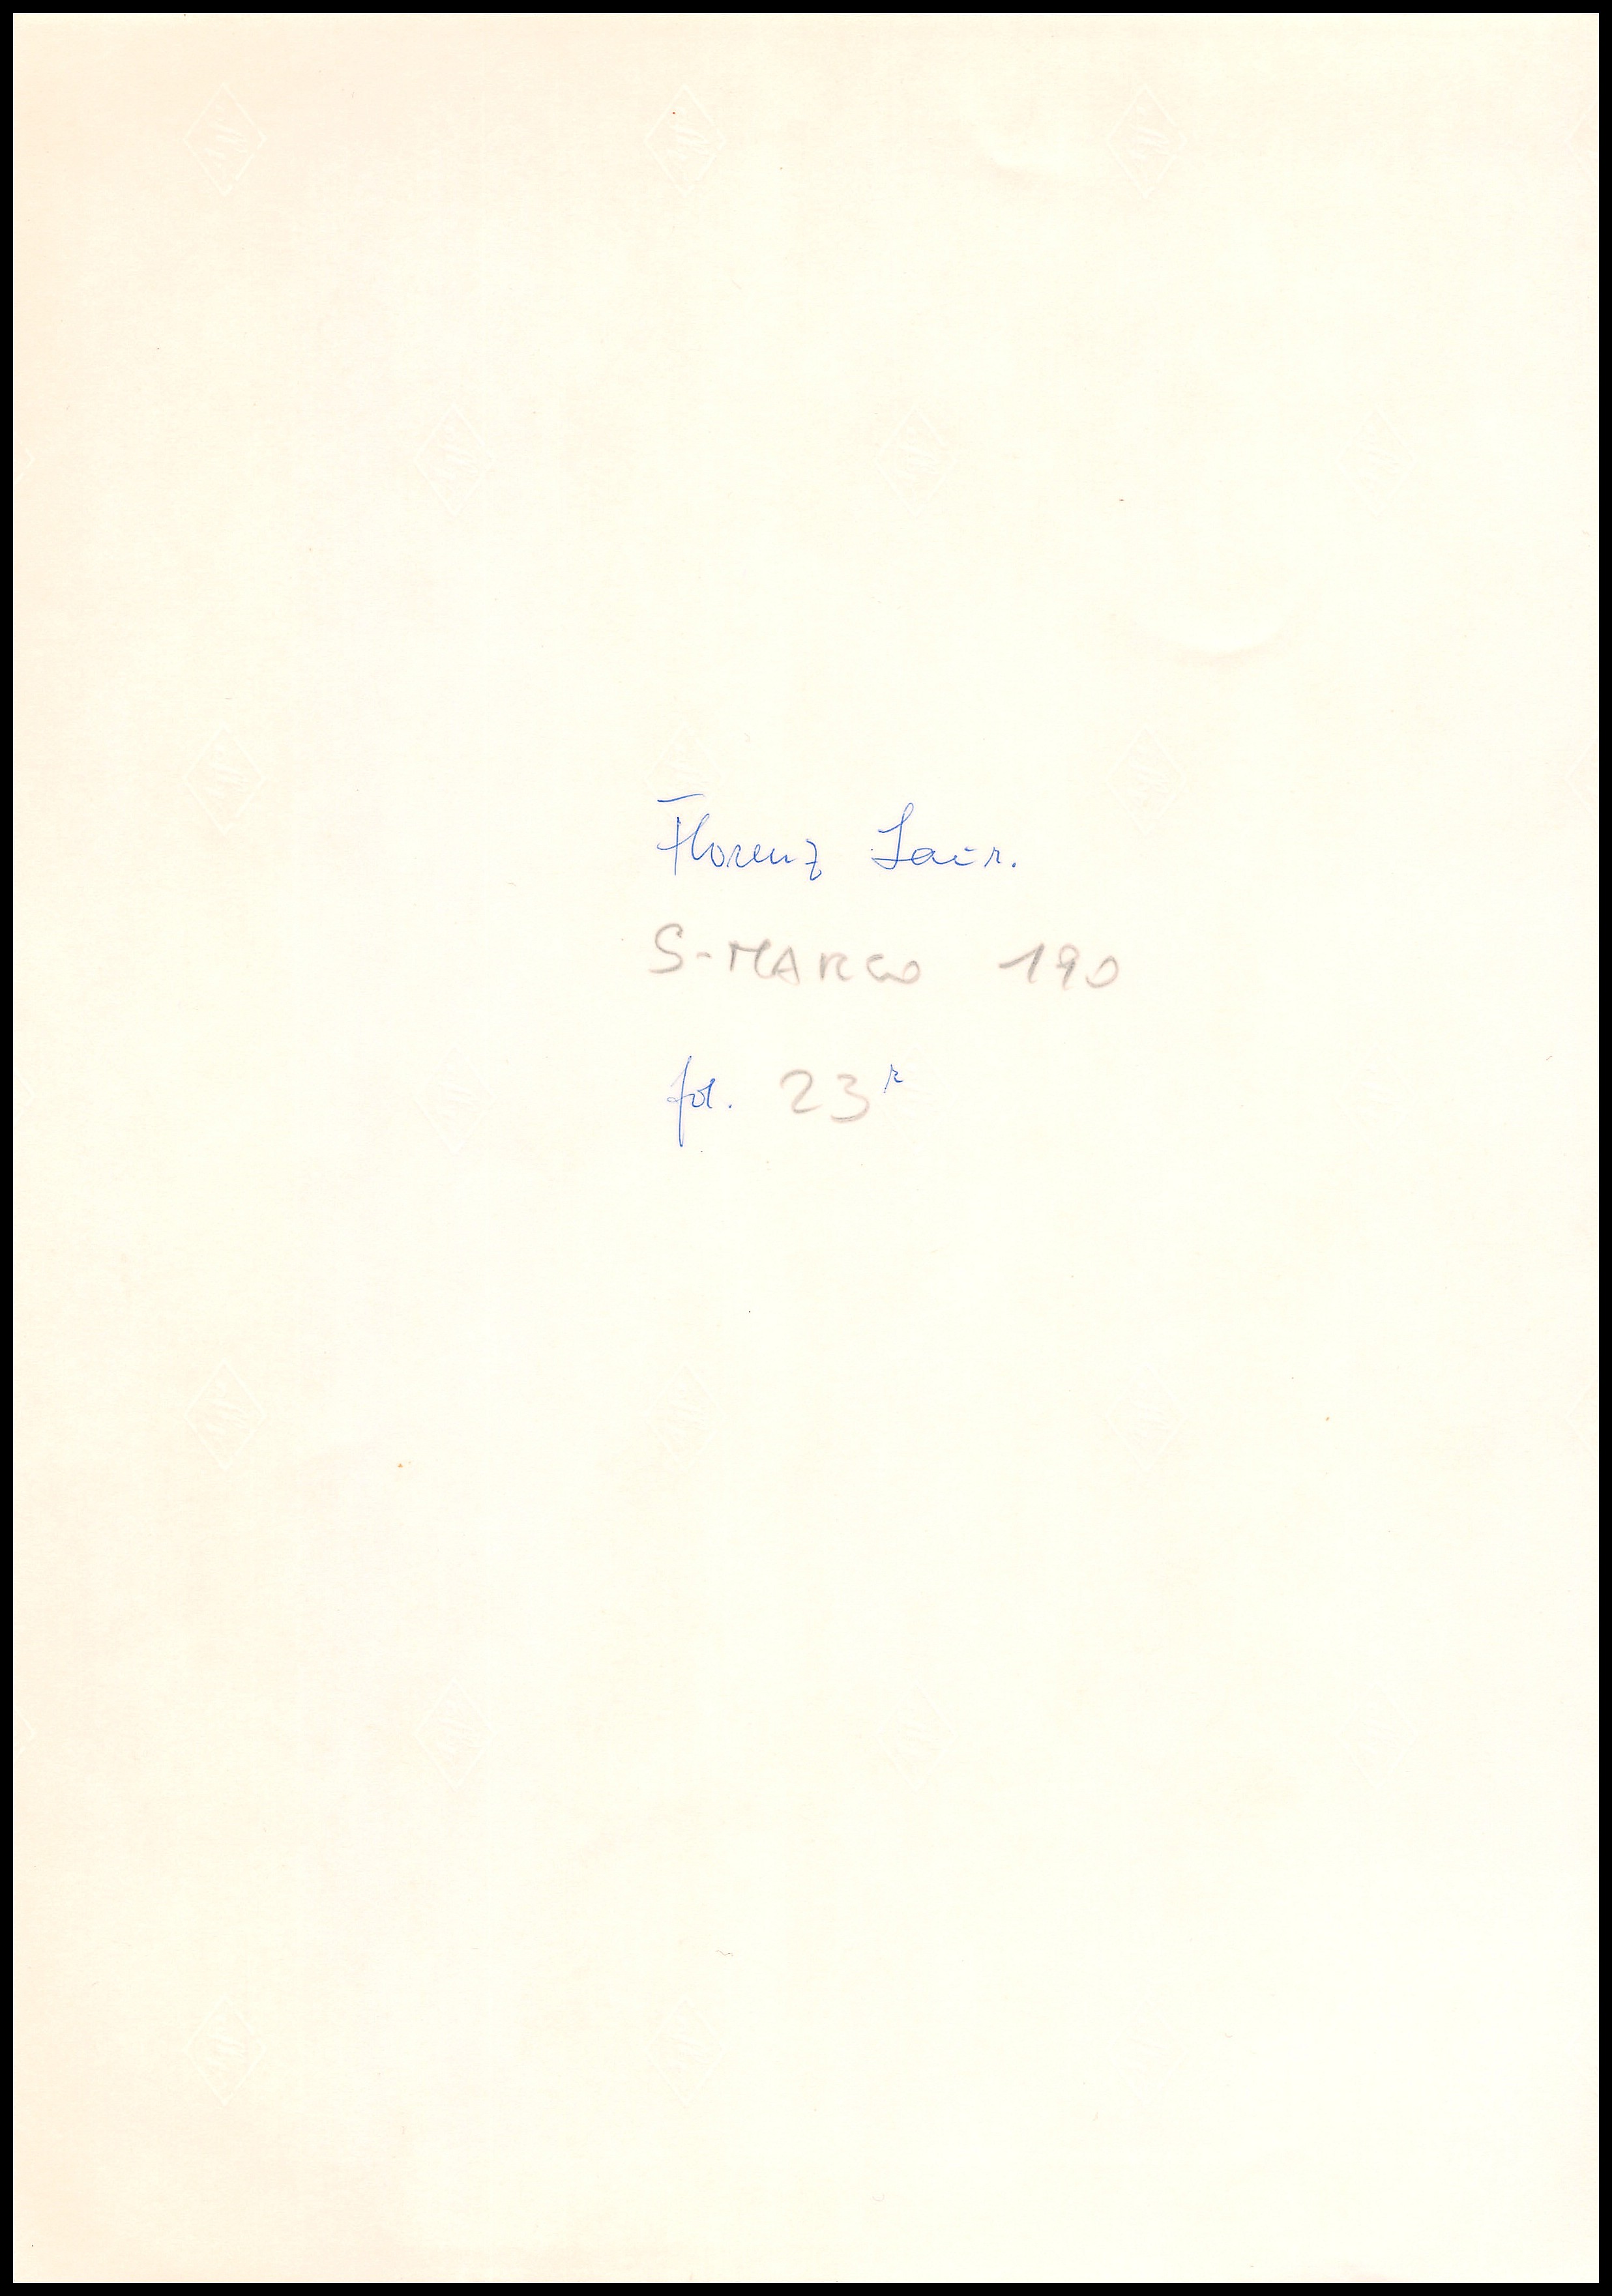 Florenz Laur.
S-MARCO 190
fol. 23r